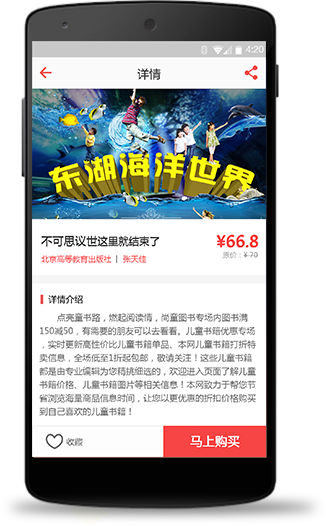 4:20
详情
东湖海洋世界
不可思议世这里就结束了
¥66.8
北京高等教育出版社 | 张天佳
原价：¥70
详情介绍
点亮童书路，燃起阅读情，尚童图书专场内图书满
150减50，有需要的朋友可以去看看。儿童书籍优惠专场
，实时更新高性价比儿童书籍单品、本网儿童书籍打折特
卖信息，全场低至1折起包邮，敬请关注！这些儿童书籍
都是由专业编辑为您精挑细选的，欢迎进入页面了解儿童
书籍价格、儿童书籍图片等相关信息！本网致力于帮您节
省浏览海量商品信息时间，让您以更优惠的折扣价格购买
到自己喜欢的儿童书籍！
收藏
马上购买